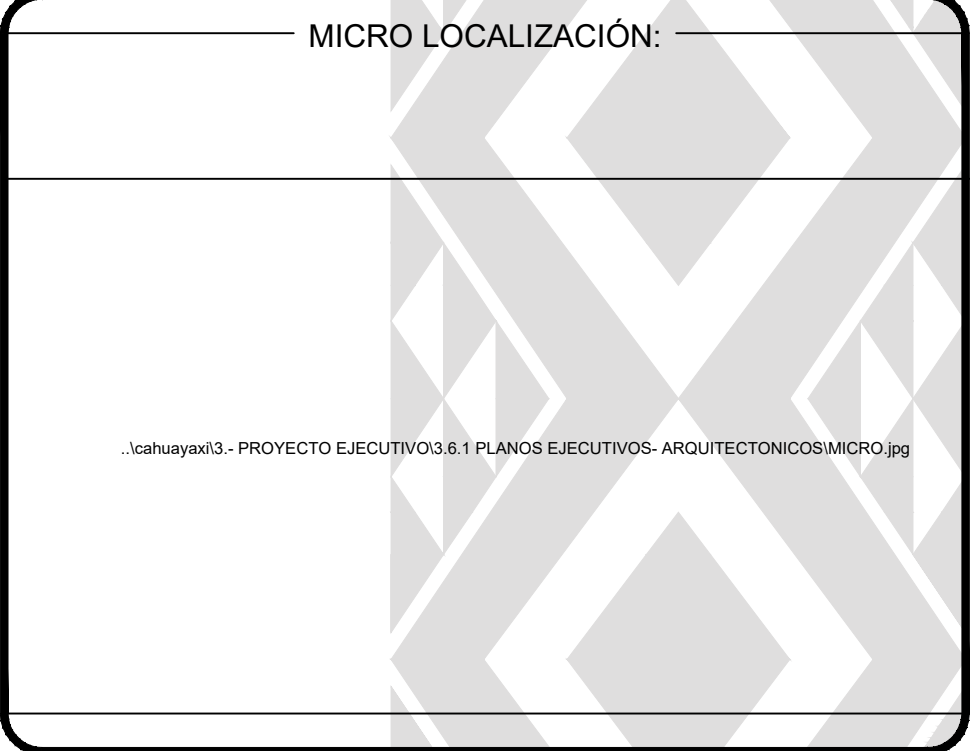 MICRO LOCALIZACIÓN:
..\cahuayaxi\3.- PROYECTO EJECUTIVO\3.6.1 PLANOS EJECUTIVOS- ARQUITECTONICOS\MICRO.jpg